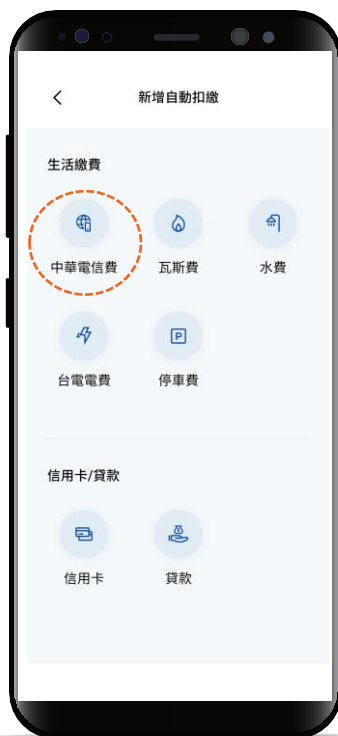 新增自動扣繳
生活繳費
中華電信費 瓦斯費 水費
台電電費 停車費
信用卡/貸款
信用卡 貸款